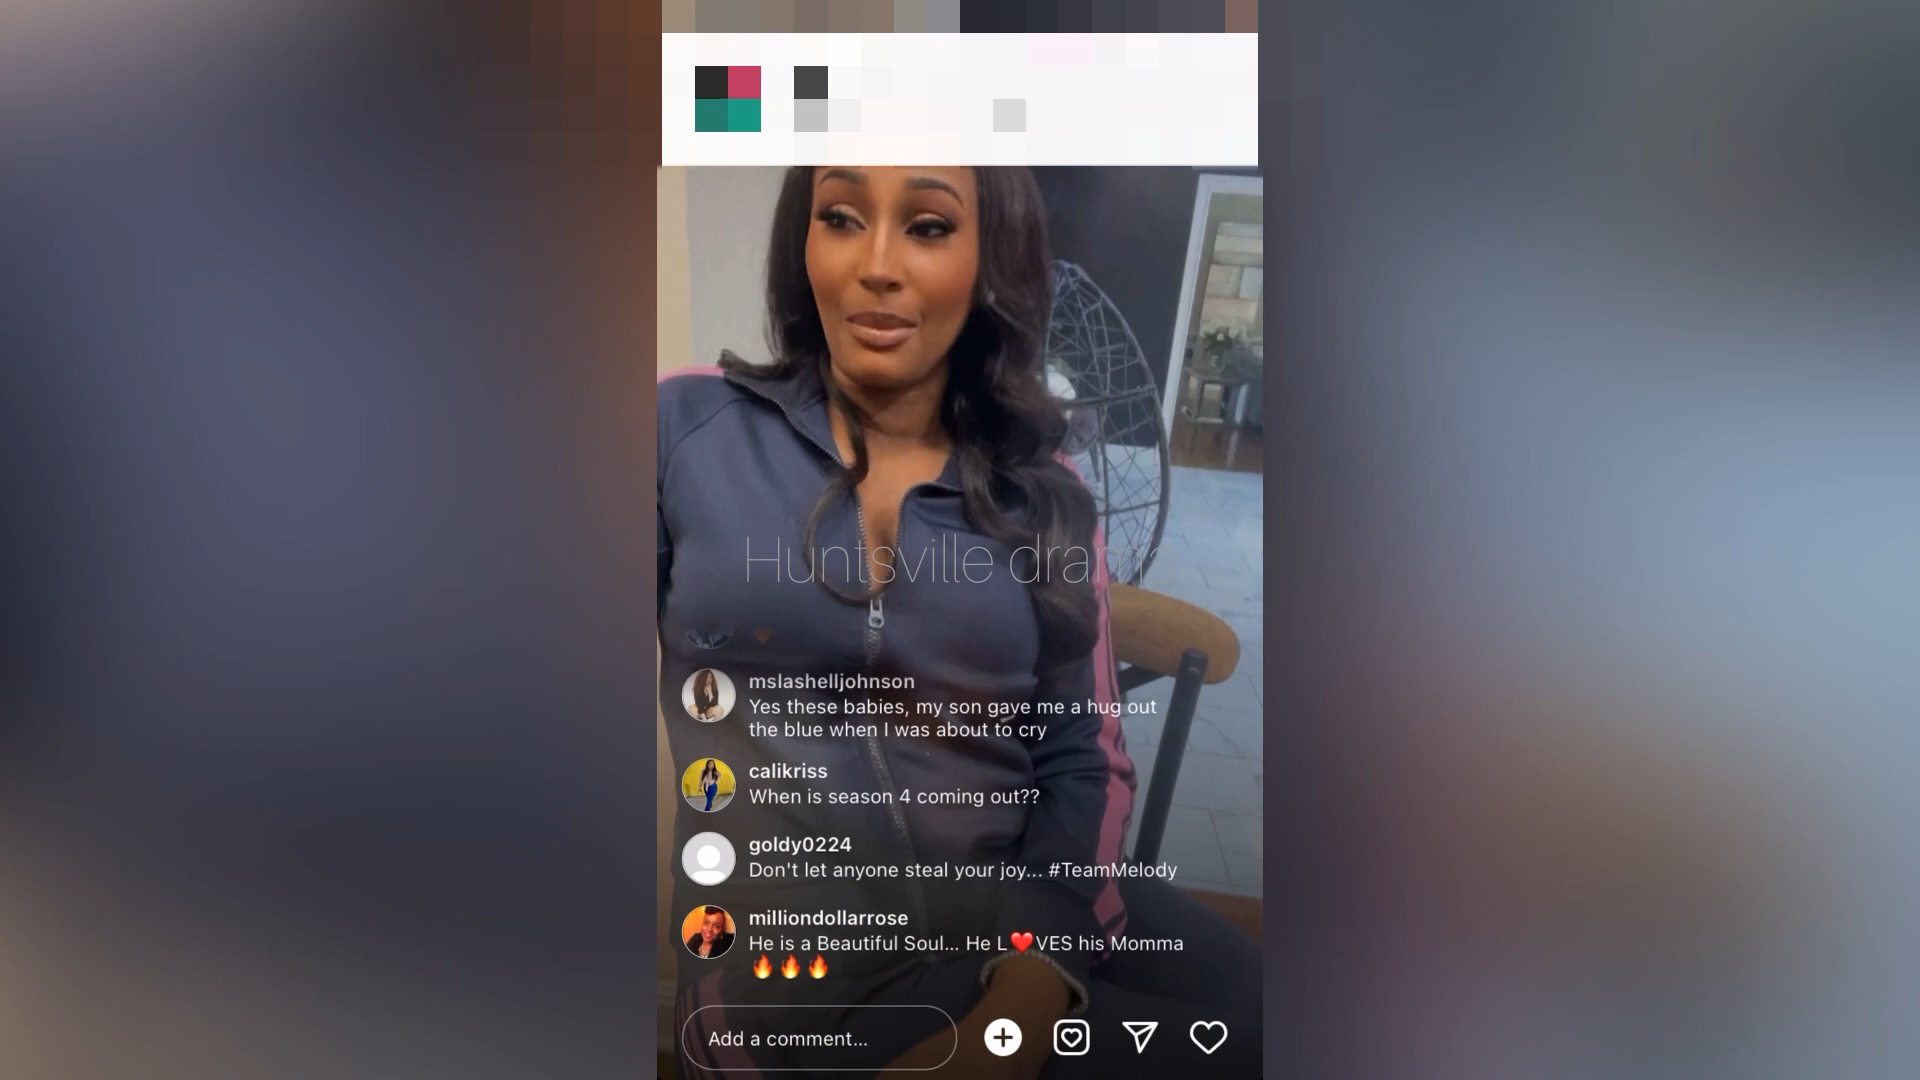 Huntsville drama
mslashelljohnson
Yes these babies, my son gave me a hug out
the blue when I was about to cry
calikriss
When is season 4 coming out??
goldy0224
Don't let anyone steal your joy... #TeamMelody
milliondollarrose
He is a Beautiful Soul... He L❤️VES his Momma
🔥🔥🔥
Add a comment...